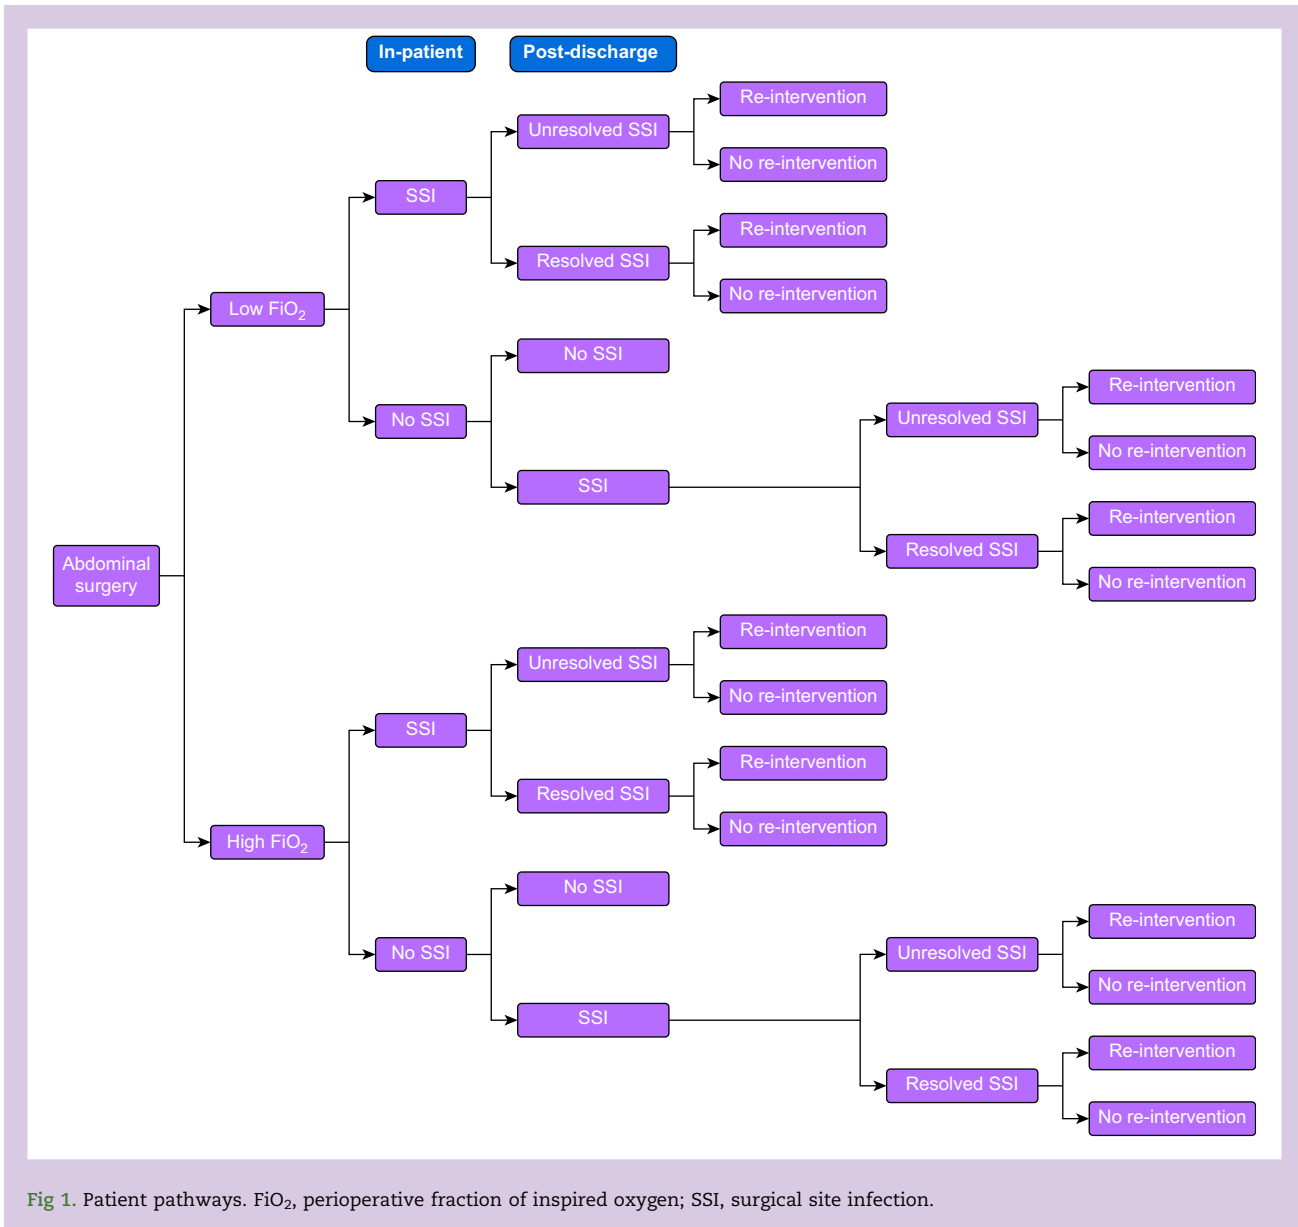 In-patient
Post-discharge
Re-intervention
Unresolved SSI
No re-intervention
SSI
Re-intervention
Resolved SSI
No re-intervention
Low FiO₂
No SSI
Re-intervention
No SSI
Unresolved SSI
No re-intervention
SSI
Re-intervention
Resolved SSI
No re-intervention
Abdominal
surgery
Re-intervention
Unresolved SSI
No re-intervention
SSI
Re-intervention
Resolved SSI
No re-intervention
High FiO₂
No SSI
Re-intervention
No SSI
Unresolved SSI
No re-intervention
SSI
Re-intervention
Resolved SSI
No re-intervention
Fig 1. Patient pathways. FiO₂, perioperative fraction of inspired oxygen; SSI, surgical site infection.